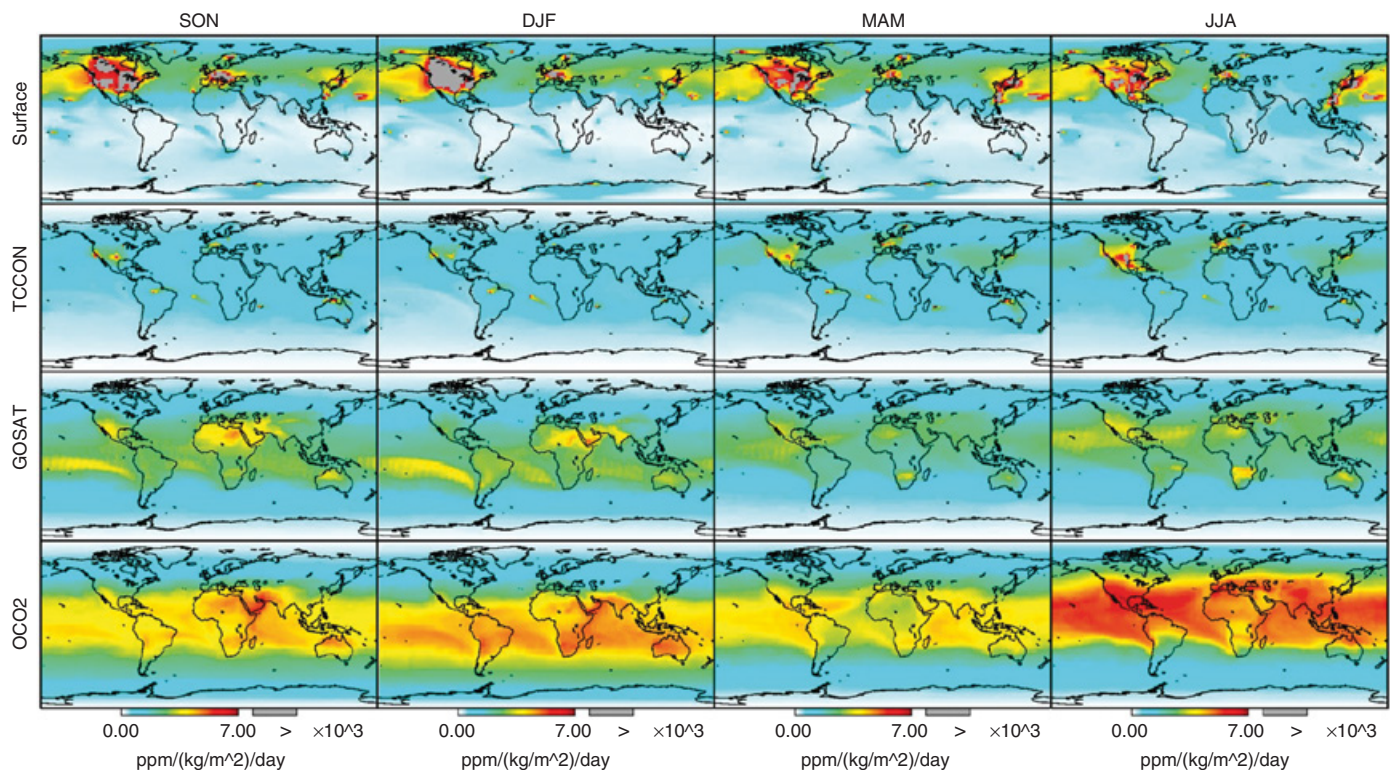 SON DJF MAM JJA
Surface
TCCON
GOSAT
OCO2
0.00 7.00 > ×10^3 0.00 7.00 > ×10^3 0.00 7.00 > ×10^3 0.00 7.00 > ×10^3
ppm/(kg/m^2)/day ppm/(kg/m^2)/day ppm/(kg/m^2)/day ppm/(kg/m^2)/day